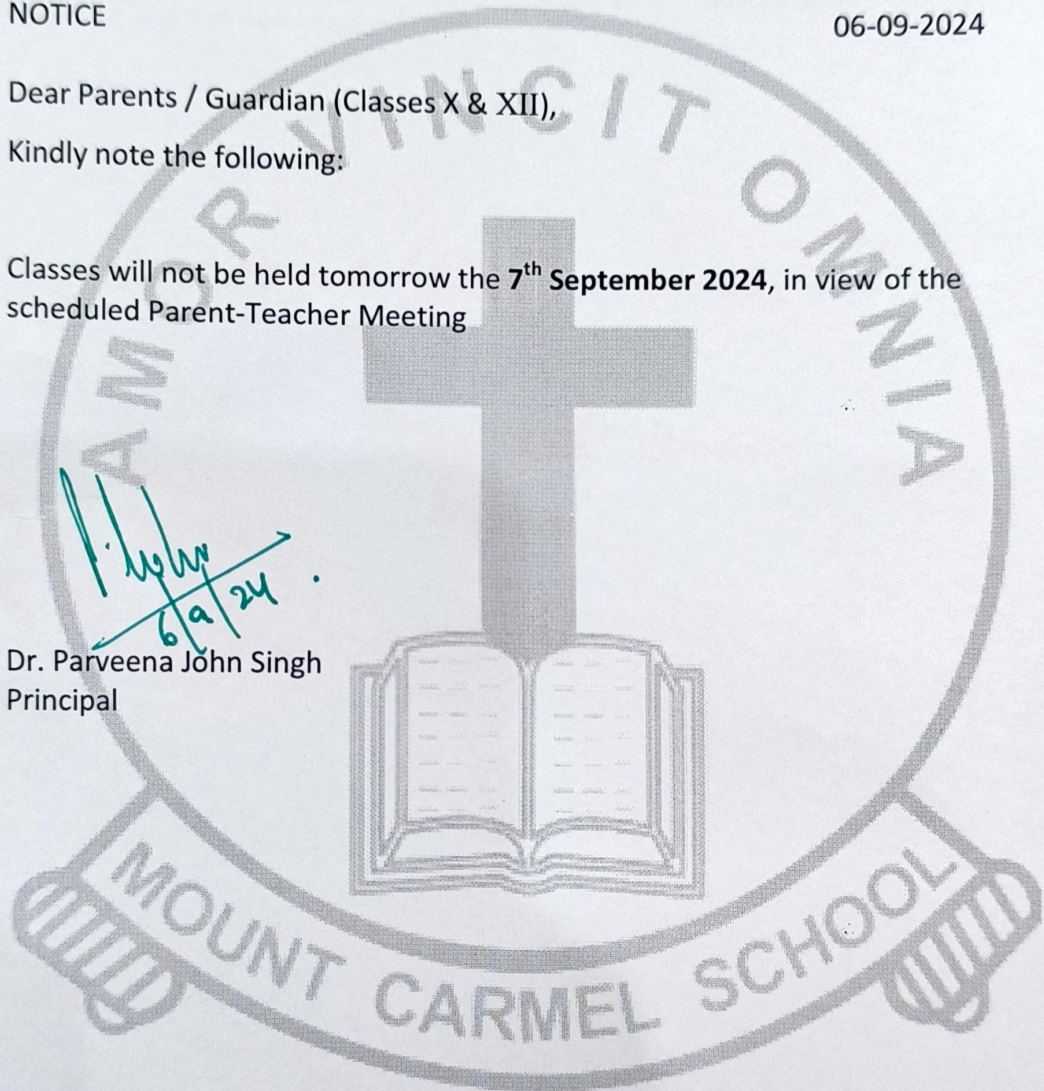 NOTICE 06-09-2024
Dear Parents / Guardian (Classes X & XII),
Kindly note the following:
Classes will not be held tomorrow the 7th September 2024, in view of the
scheduled Parent-Teacher Meeting
6/9/24
Dr. Parveena John Singh
Principal
AMOR VINCIT OMNIA
MOUNT CARMEL SCHOOL